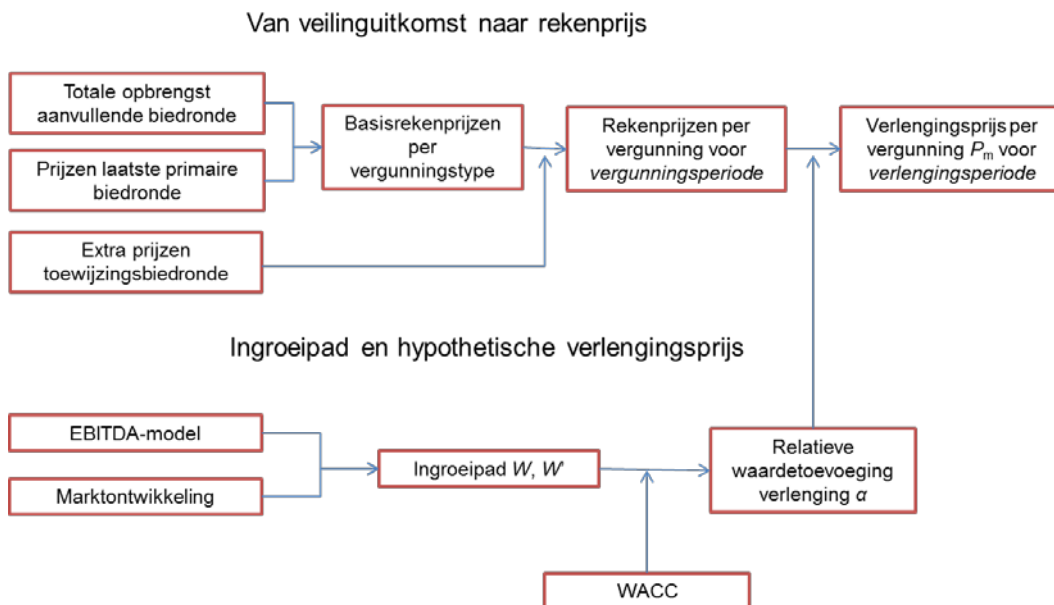 Van veilinguitkomst naar rekenprijs
Totale opbrengst
aanvullende biedronde
Basisrekenprijzen
per
vergunningstype
Rekenprijzen per
vergunning voor
vergunningsperiode
Verlengingsprijs per
vergunning Pm voor
verlengingsperiode
Prijzen laatste primaire
biedronde
Extra prijzen
toewijzingsbiedronde
Ingroeipad en hypothetische verlengingsprijs
EBITDA-model
Marktontwikkeling
Ingroeipad W, W'
Relatieve
waardetoevoeging
verlenging α
WACC